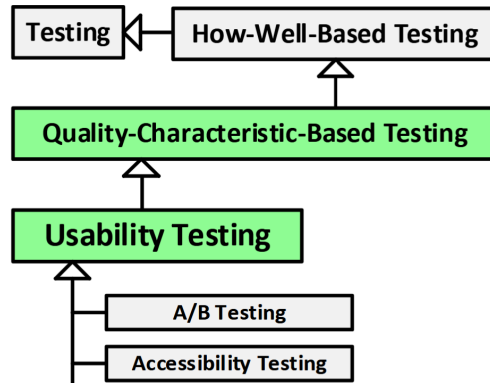 Testing
How-Well-Based Testing
Quality-Characteristic-Based Testing
Usability Testing
A/B Testing
Accessibility Testing